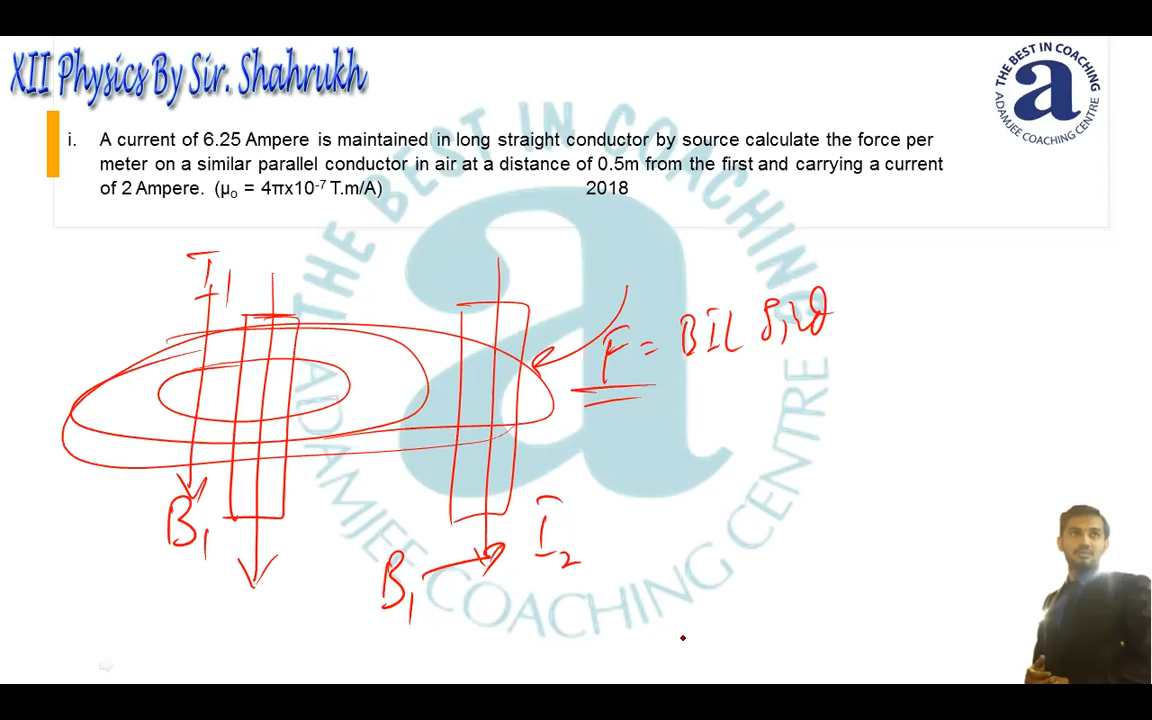 XII Physics By Sir. Shahrukh
THE BEST IN COACHING
a
ADAMJEE COACHING CENTRE
i. A current of 6.25 Ampere is maintained in long straight conductor by source calculate the force per
meter on a similar parallel conductor in air at a distance of 0.5m from the first and carrying a current
of 2 Ampere. (μ₀ = 4πx10⁻⁷ T.m/A) 2018
THE BEST IN COACHING
a
ADAMJEE COACHING CENTRE
I₁
F = BIL Sinθ
B₁
I₂
B₁